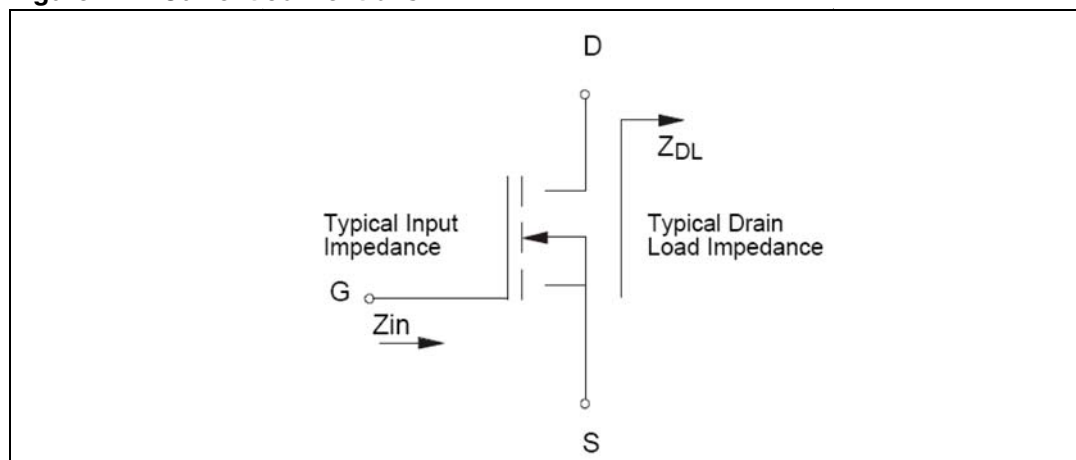 D
ZDL
Typical Input
Impedance
Typical Drain
Load Impedance
G
Zin
S